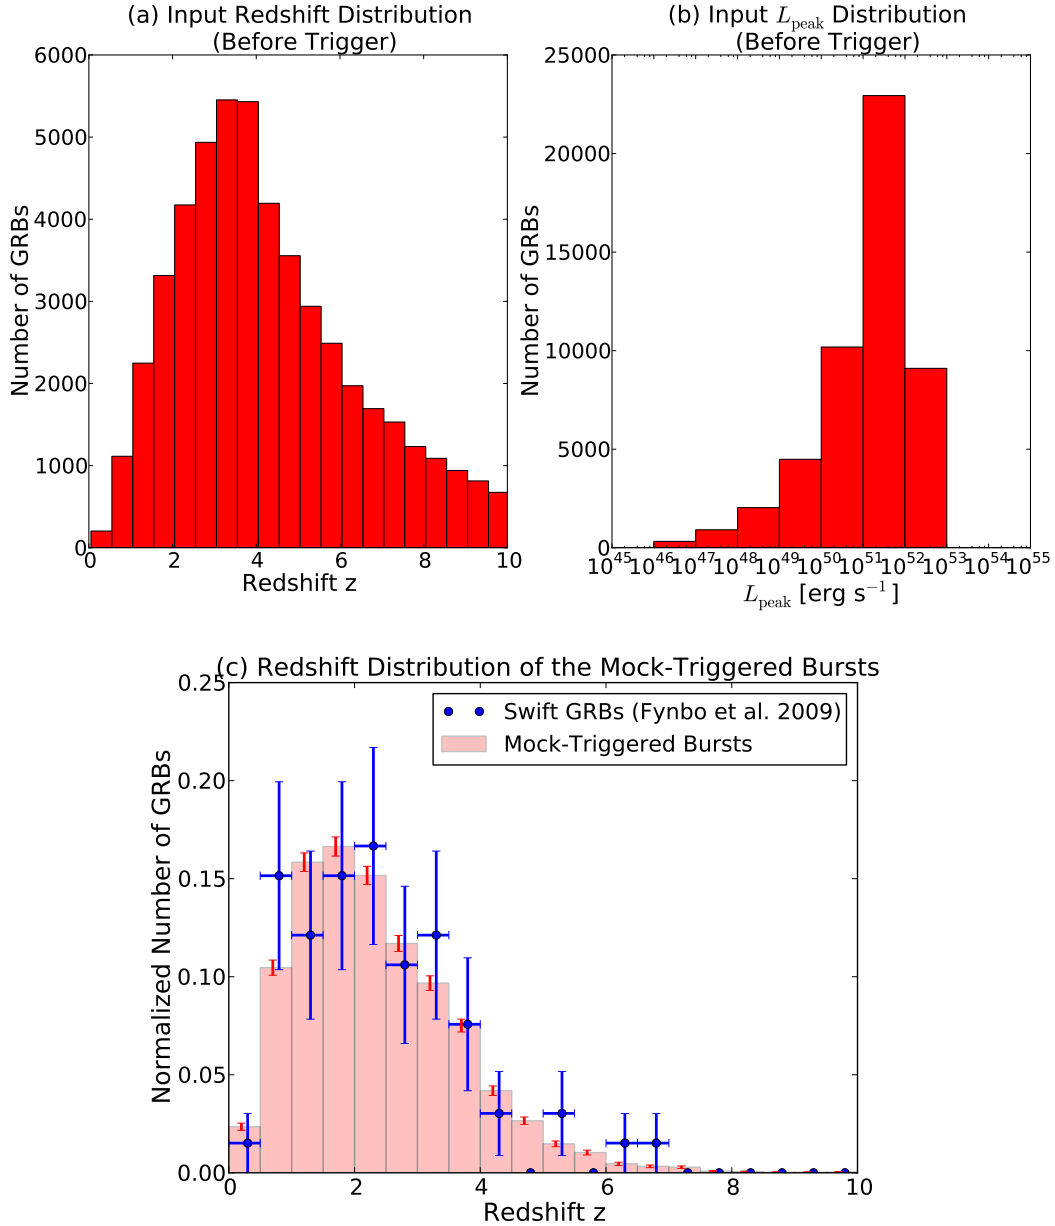 (a) Input Redshift Distribution
(Before Trigger)
6000
5000
4000
3000
2000
1000
0
Number of GRBs
0 2 4 6 8 10
Redshift z
(b) Input L_peak Distribution
(Before Trigger)
25000
20000
15000
10000
5000
0
Number of GRBs
10^45 10^46 10^47 10^48 10^49 10^50 10^51 10^52 10^53 10^54 10^55
L_peak [erg s^−1]
(c) Redshift Distribution of the Mock-Triggered Bursts
0.25
0.20
0.15
0.10
0.05
0.00
Normalized Number of GRBs
Swift GRBs (Fynbo et al. 2009)
Mock-Triggered Bursts
0 2 4 6 8 10
Redshift z